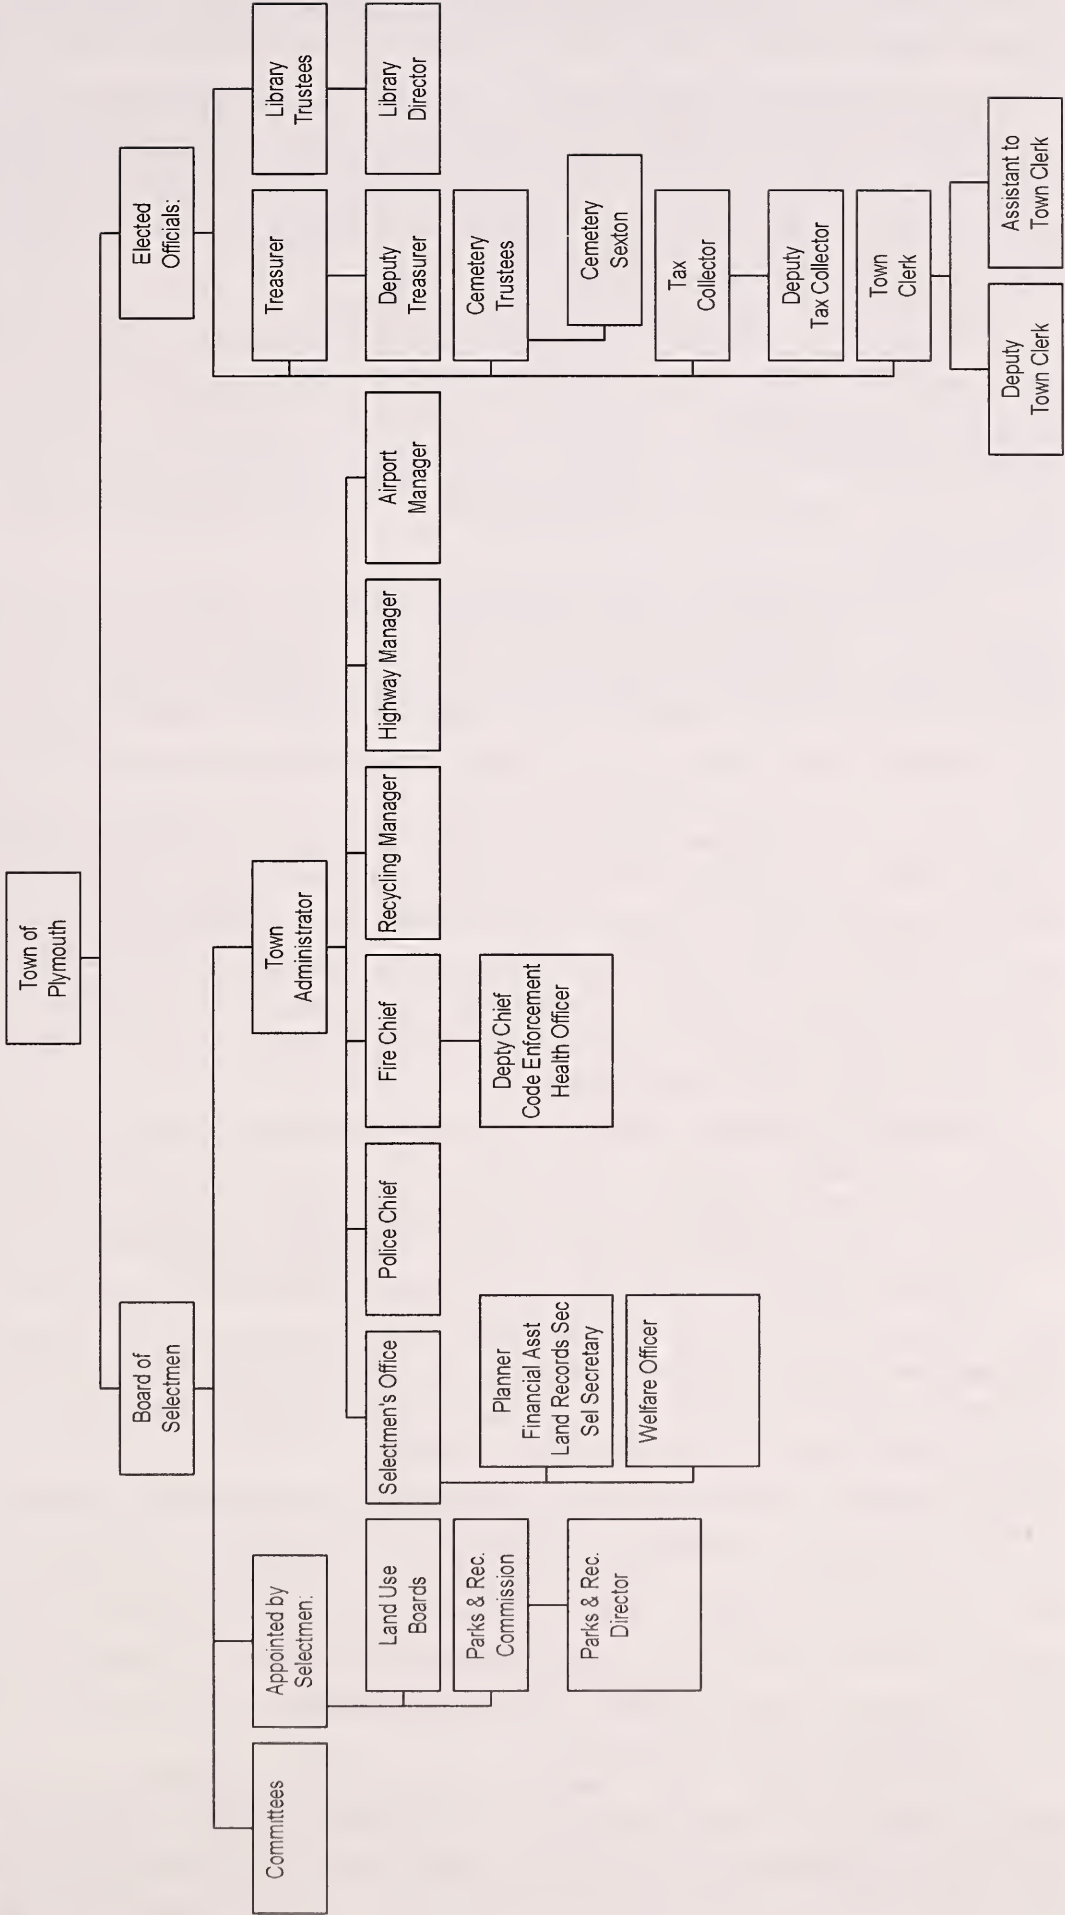 Town of
Plymouth
Board of
Selectmen
Elected
Officials:
Committees
Appointed by
Selectmen:
Town
Administrator
Treasurer
Library
Trustees
Land Use
Boards
Parks & Rec.
Commission
Parks & Rec.
Director
Selectmen's Office
Planner
Financial Asst
Land Records Sec
Sel Secretary
Welfare Officer
Police Chief
Fire Chief
Depty Chief
Code Enforcement
Health Officer
Recycling Manager
Highway Manager
Airport
Manager
Deputy
Treasurer
Library
Director
Cemetery
Trustees
Cemetery
Sexton
Tax
Collector
Deputy
Tax Collector
Town
Clerk
Deputy
Town Clerk
Assistant to
Town Clerk